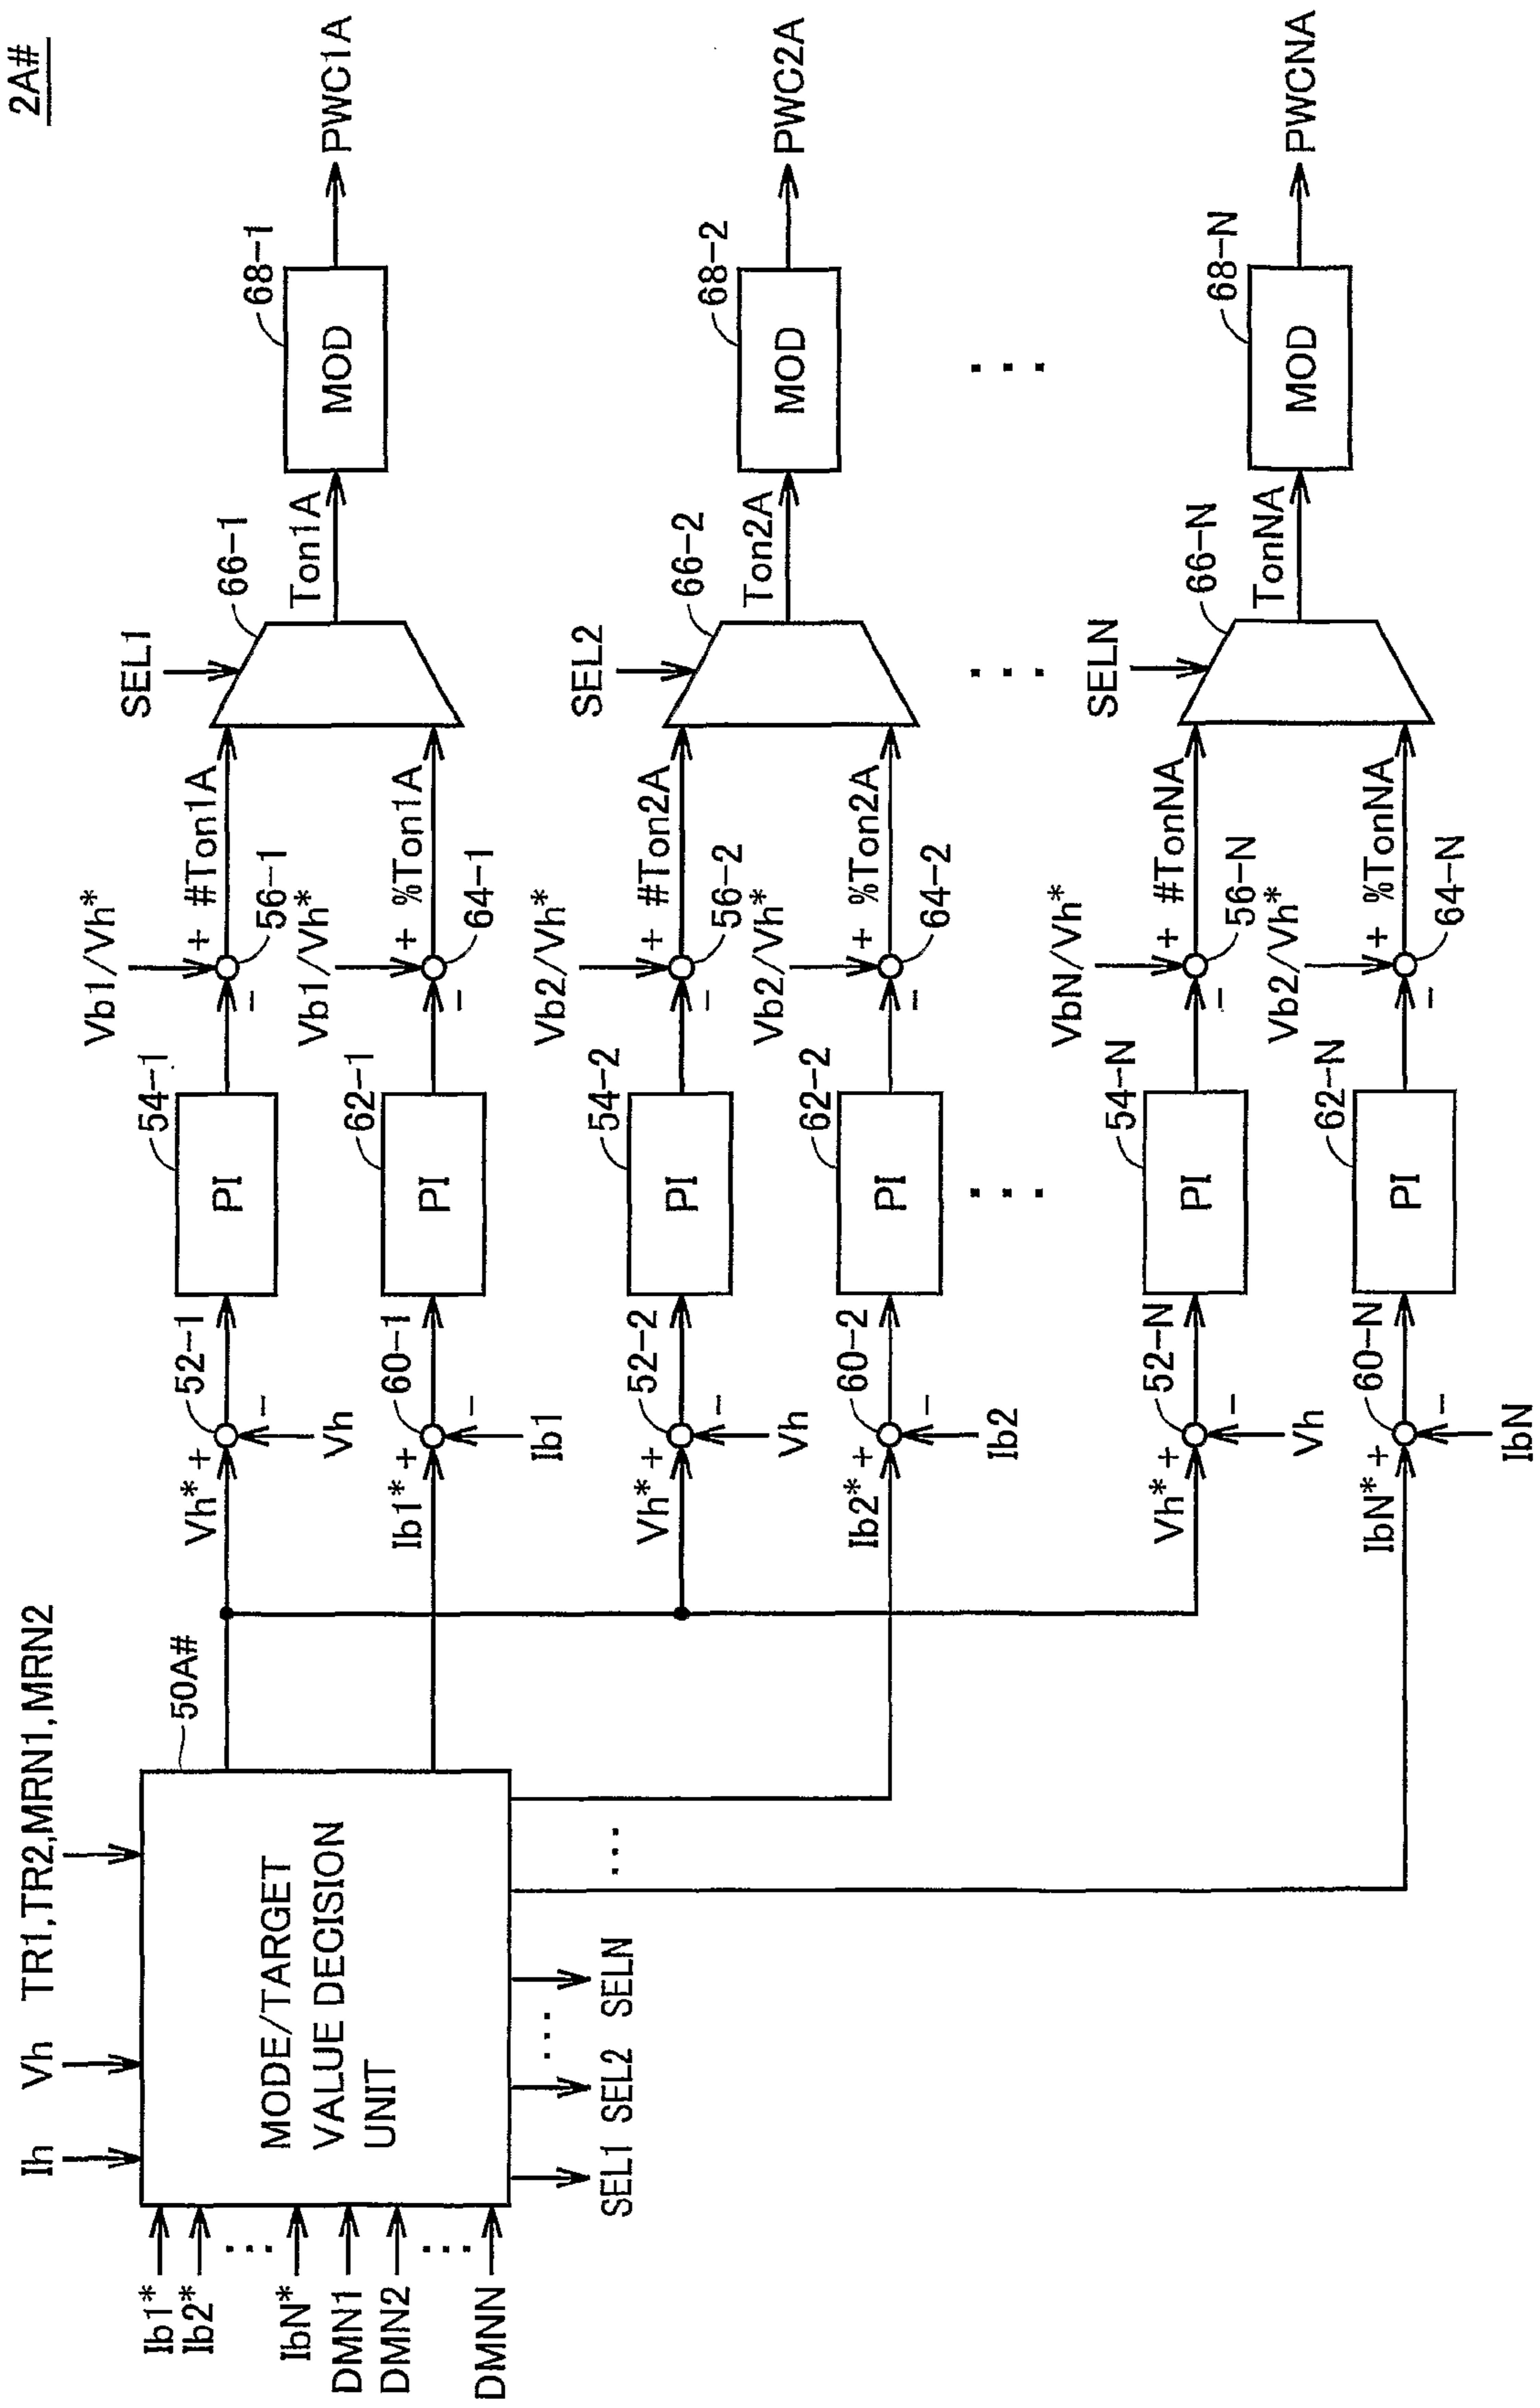 2A#
Ih
Vh
TR1,TR2,MRN1,MRN2
Ib1*
Ib2*
...
IbN*
DMN1
DMN2
...
DMNN
50A#
MODE/TARGET
VALUE DECISION
UNIT
SEL1
SEL2
...
SELN
...
Vh*
+
52-1
−
Vh
54-1
PI
Vb1/Vh*
+
−
56-1
#Ton1A
Ib1*
+
60-1
−
Ib1
62-1
PI
Vb1/Vh*
+
−
64-1
%Ton1A
SEL1
66-1
Ton1A
68-1
MOD
PWC1A
Vh*
+
52-2
−
Vh
54-2
PI
Vb2/Vh*
+
−
56-2
#Ton2A
Ib2*
+
60-2
−
Ib2
62-2
PI
Vb2/Vh*
+
−
64-2
%Ton2A
SEL2
66-2
Ton2A
68-2
MOD
PWC2A
...
...
...
Vh*
+
52-N
−
Vh
54-N
PI
VbN/Vh*
+
−
56-N
#TonNA
IbN*
+
60-N
−
IbN
62-N
PI
Vb2/Vh*
+
−
64-N
%TonNA
SELN
66-N
TonNA
68-N
MOD
PWCNA